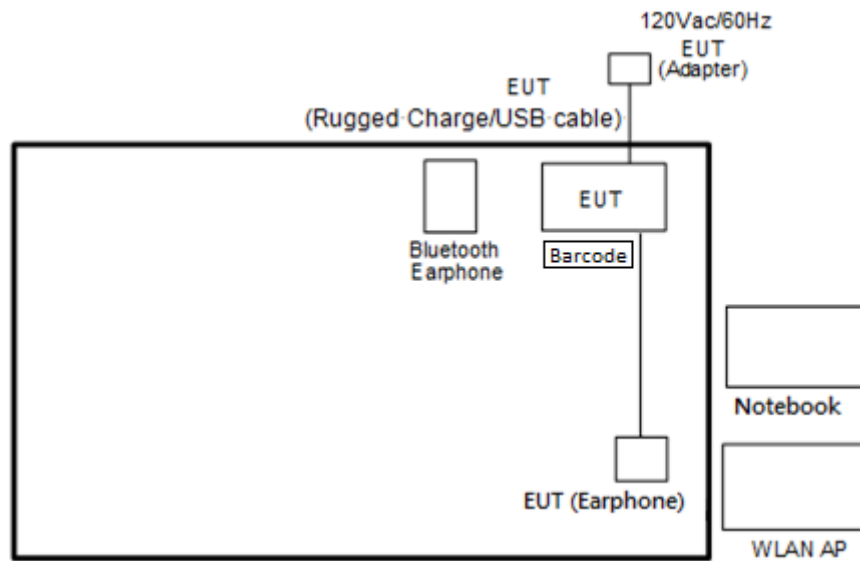 120Vac/60Hz
EUT
(Adapter)
EUT
(Rugged Charge/USB cable)
EUT
Bluetooth
Earphone
Barcode
Notebook
EUT (Earphone)
WLAN AP